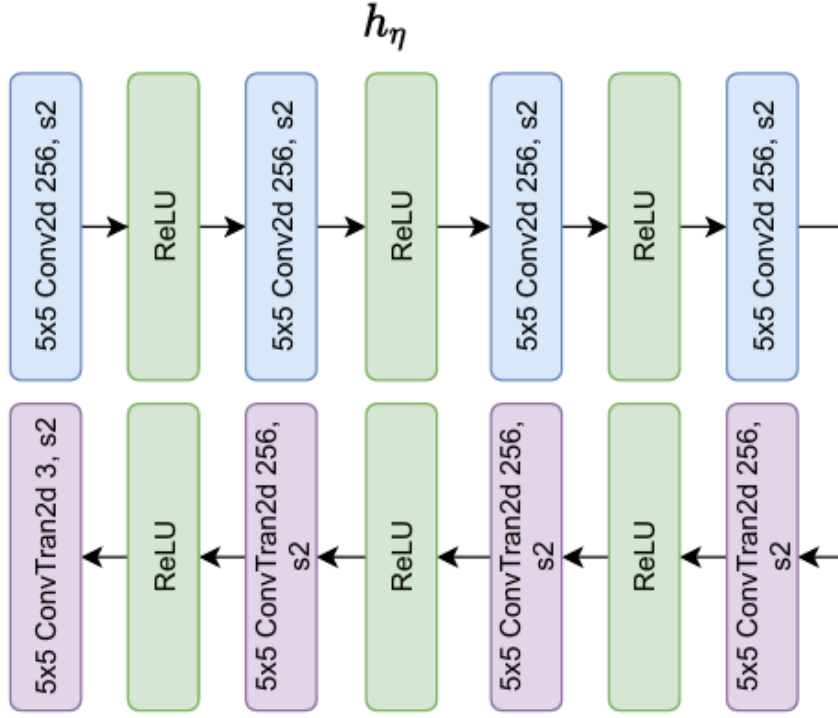 h_η
5x5 Conv2d 256, s2
ReLU
5x5 Conv2d 256, s2
ReLU
5x5 Conv2d 256, s2
ReLU
5x5 Conv2d 256, s2
5x5 ConvTran2d 3, s2
ReLU
5x5 ConvTran2d 256,
s2
ReLU
5x5 ConvTran2d 256,
s2
ReLU
5x5 ConvTran2d 256,
s2